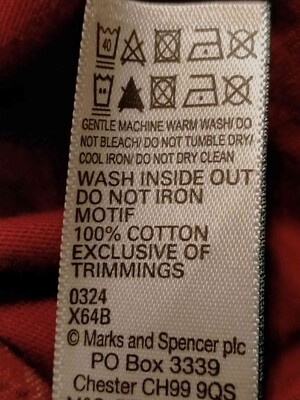 40
GENTLE MACHINE WARM WASH/ DO
NOT BLEACH/ DO NOT TUMBLE DRY/
COOL IRON/ DO NOT DRY CLEAN
WASH INSIDE OUT
DO NOT IRON
MOTIF
100% COTTON
EXCLUSIVE OF
TRIMMINGS
0324
X64B
© Marks and Spencer plc
PO Box 3339
Chester CH99 9QS